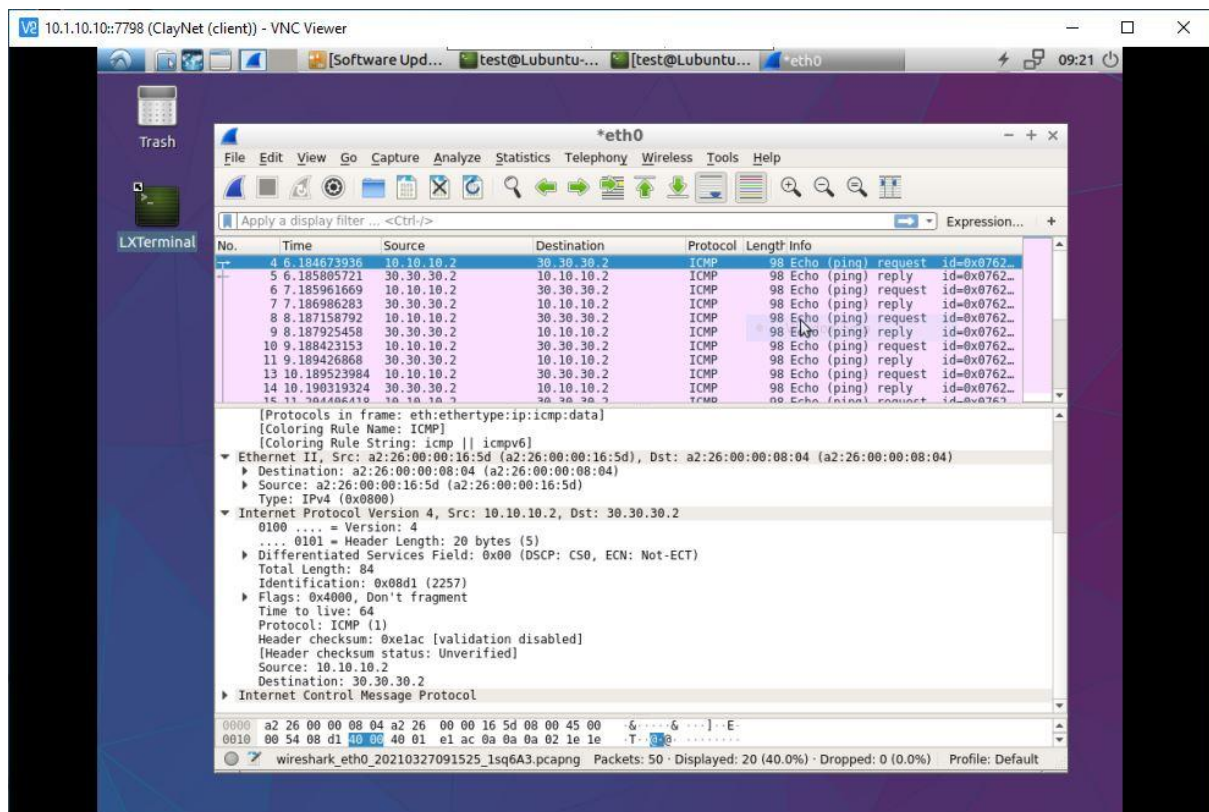 10.1.10.10::7798 (ClayNet (client)) - VNC Viewer
[Software Upd... test@Lubuntu-... [test@Lubuntu... *eth0 09:21
Trash
LXTerminal
*eth0
File Edit View Go Capture Analyze Statistics Telephony Wireless Tools Help
Apply a display filter ... <Ctrl-/> Expression... +
No. Time Source Destination Protocol Length Info
4 6.184673936 10.10.10.2 30.30.30.2 ICMP 98 Echo (ping) request id=0x0762...
5 6.185805721 30.30.30.2 10.10.10.2 ICMP 98 Echo (ping) reply id=0x0762...
6 7.185961669 10.10.10.2 30.30.30.2 ICMP 98 Echo (ping) request id=0x0762...
7 7.186986283 30.30.30.2 10.10.10.2 ICMP 98 Echo (ping) reply id=0x0762...
8 8.187158792 10.10.10.2 30.30.30.2 ICMP 98 Echo (ping) request id=0x0762...
9 8.187925458 30.30.30.2 10.10.10.2 ICMP 98 Echo (ping) reply id=0x0762...
10 9.188423153 10.10.10.2 30.30.30.2 ICMP 98 Echo (ping) request id=0x0762...
11 9.189426868 30.30.30.2 10.10.10.2 ICMP 98 Echo (ping) reply id=0x0762...
13 10.189523984 10.10.10.2 30.30.30.2 ICMP 98 Echo (ping) request id=0x0762...
14 10.190319324 30.30.30.2 10.10.10.2 ICMP 98 Echo (ping) reply id=0x0762...
15 10.10.10.2 30.30.30.2 ICMP 98 Echo (ping) request
[Protocols in frame: eth:ethertype:ip:icmp:data]
[Coloring Rule Name: ICMP]
[Coloring Rule String: icmp || icmpv6]
Ethernet II, Src: a2:26:00:00:16:5d (a2:26:00:00:16:5d), Dst: a2:26:00:00:08:04 (a2:26:00:00:08:04)
Destination: a2:26:00:00:08:04 (a2:26:00:00:08:04)
Source: a2:26:00:00:16:5d (a2:26:00:00:16:5d)
Type: IPv4 (0x0800)
Internet Protocol Version 4, Src: 10.10.10.2, Dst: 30.30.30.2
0100 .... = Version: 4
.... 0101 = Header Length: 20 bytes (5)
Differentiated Services Field: 0x00 (DSCP: CS0, ECN: Not-ECT)
Total Length: 84
Identification: 0x08d1 (2257)
Flags: 0x4000, Don't fragment
Time to live: 64
Protocol: ICMP (1)
Header checksum: 0xe1ac [validation disabled]
[Header checksum status: Unverified]
Source: 10.10.10.2
Destination: 30.30.30.2
Internet Control Message Protocol
0000 a2 26 00 00 08 04 a2 26 00 00 16 5d 08 00 45 00 ·&·····& ···]··E·
0010 00 54 08 d1 40 00 40 01 e1 ac 0a 0a 0a 02 1e 1e ·T··@·@· ········
wireshark_eth0_20210327091525_1sq6A3.pcapng Packets: 50 · Displayed: 20 (40.0%) · Dropped: 0 (0.0%) Profile: Default